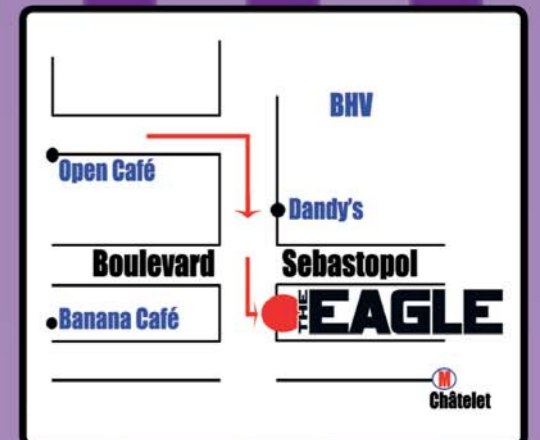 BHV
Open Café
Dandy's
Boulevard Sebastopol
Banana Café
THE EAGLE
M
Châtelet